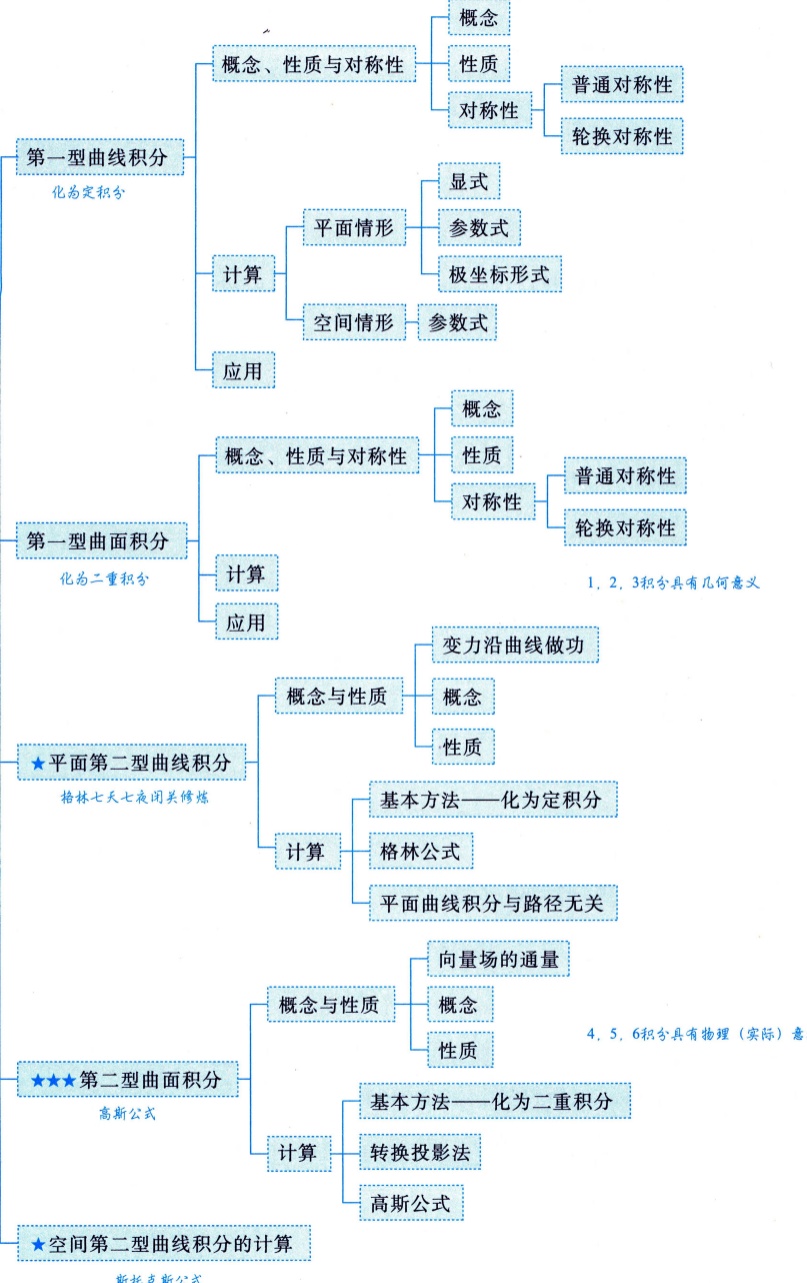 概念
概念、性质与对称性
性质
对称性
普通对称性
轮换对称性
第一型曲线积分
化为定积分
显式
平面情形
参数式
计算
极坐标形式
空间情形
参数式
应用
概念
概念、性质与对称性
性质
对称性
普通对称性
轮换对称性
第一型曲面积分
化为二重积分
计算
应用
1，2，3积分具有几何意义
变力沿曲线做功
概念与性质
概念
性质
★平面第二型曲线积分
格林七天七夜闭关修炼
基本方法——化为定积分
计算
格林公式
平面曲线积分与路径无关
向量场的通量
概念与性质
概念
性质
4，5，6积分具有物理（实际）意
★★★第二型曲面积分
高斯公式
基本方法——化为二重积分
计算
转换投影法
高斯公式
★空间第二型曲线积分的计算
斯托克斯公式